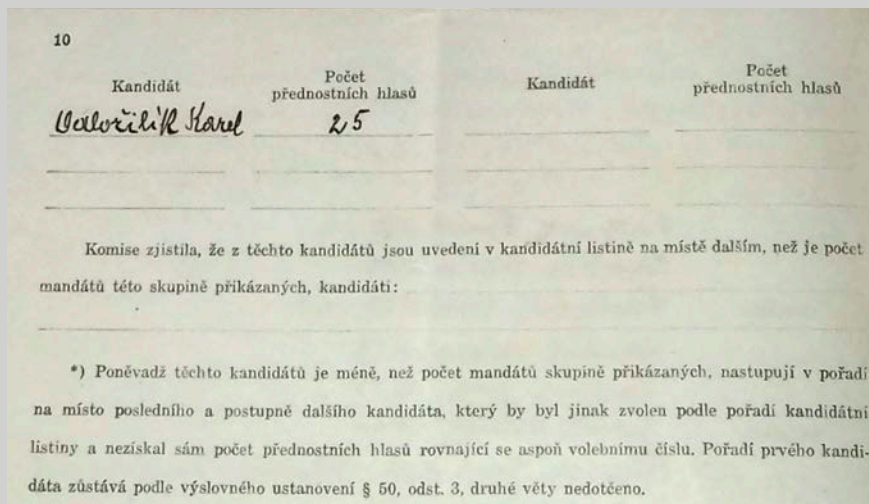 10
Kandidát Počet přednostních hlasů Kandidát Počet přednostních hlasů
Karel 25
Komise zjistila, že z těchto kandidátů jsou uvedeni v kandidátní listině na místě dalším, než je počet
mandátů této skupině přikázaných, kandidáti:
*) Poněvadž těchto kandidátů je méně, než počet mandátů skupině přikázaných, nastupují v pořadí
na místo posledního a postupně dalšího kandidáta, který by byl jinak zvolen podle pořadí kandidátní
listiny a nezískal sám počet přednostních hlasů rovnající se aspoň volebnímu číslu. Pořadí prvého kandi-
dáta zůstává podle výslovného ustanovení § 50, odst. 3, druhé věty nedotčeno.